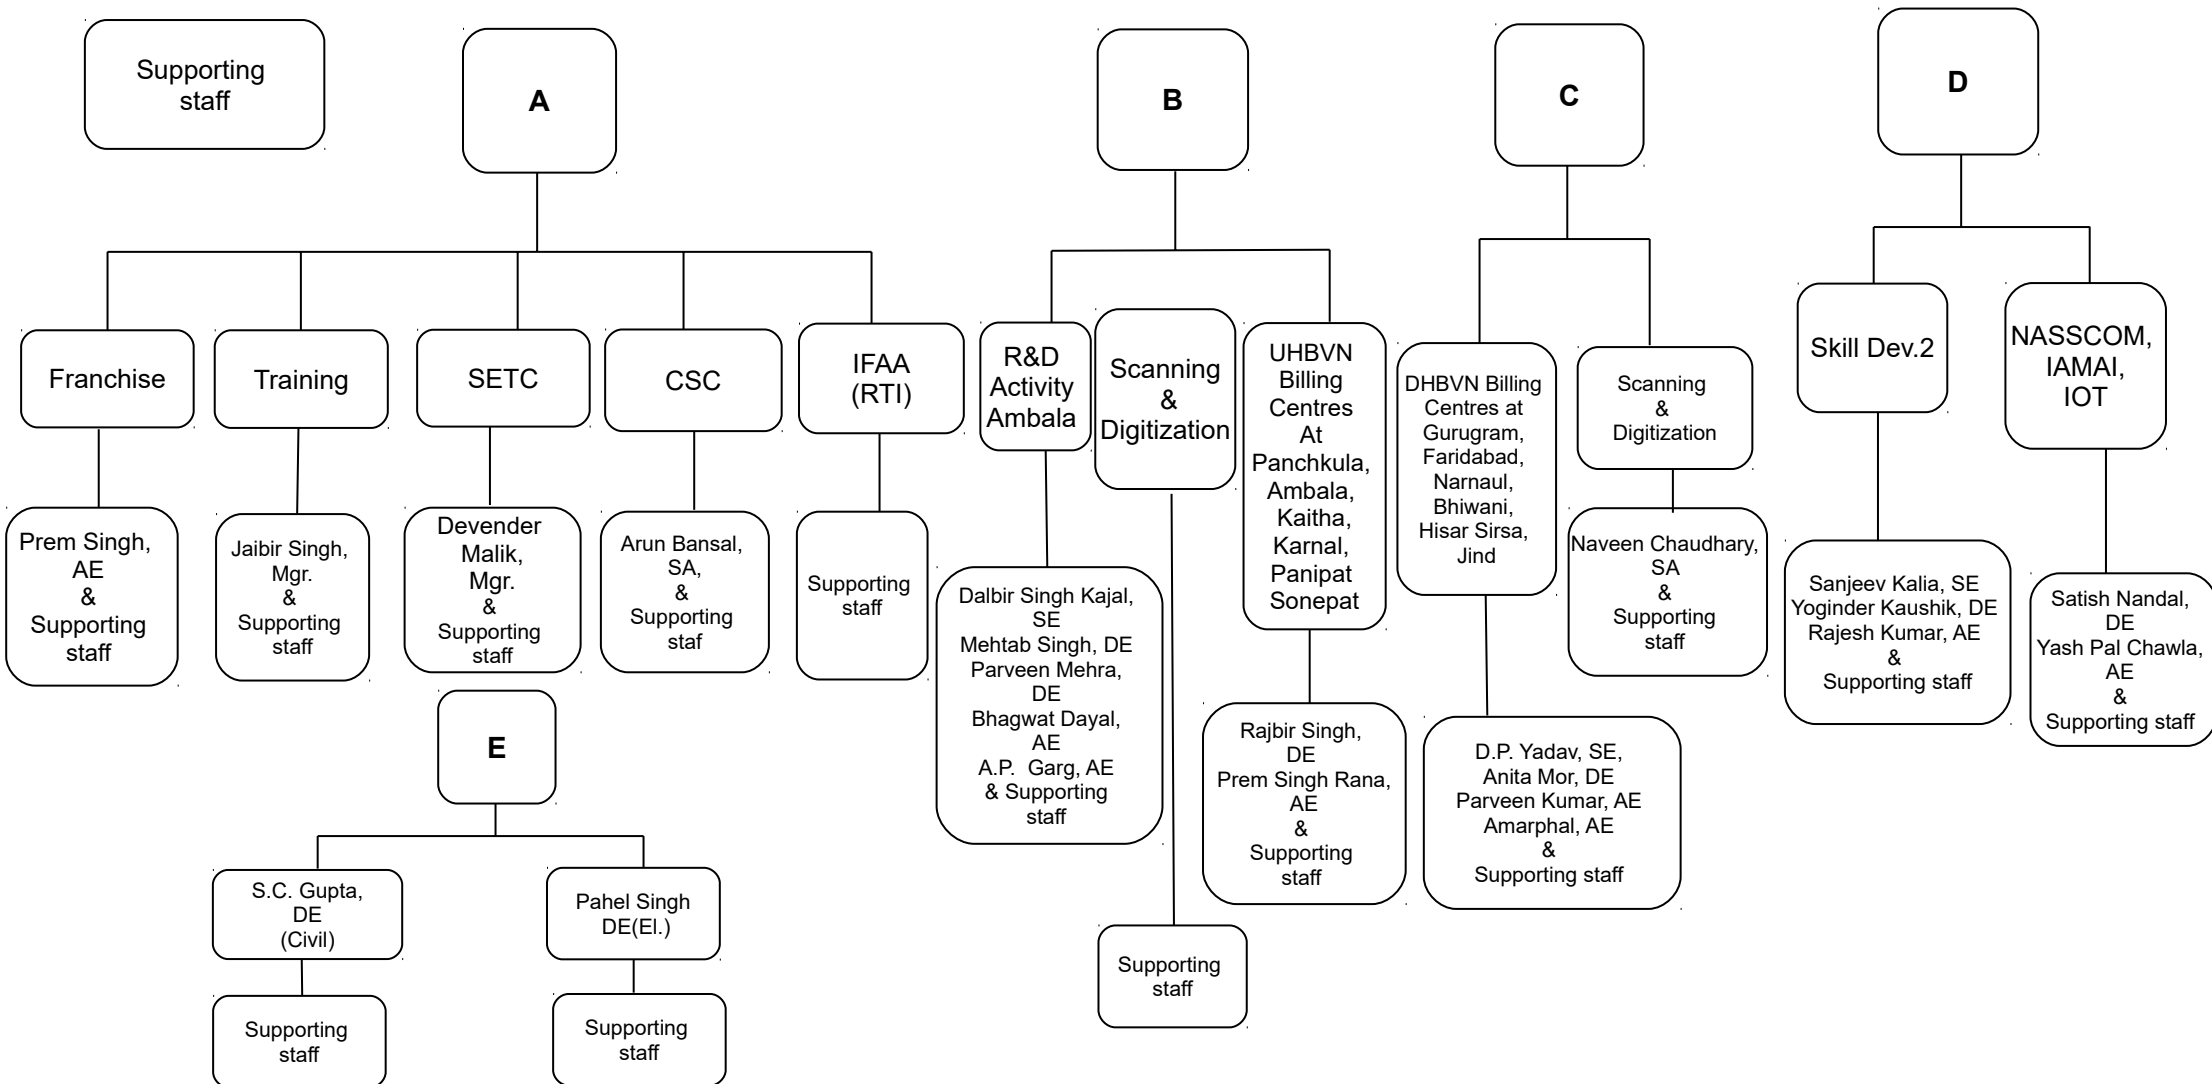 Supporting
staff
A
B
C
D
Franchise
Training
SETC
CSC
IFAA
(RTI)
R&D
Activity
Ambala
Scanning
&
Digitization
UHBVN
Billing
Centres
At
Panchkula,
Ambala,
Kaitha,
Karnal,
Panipat
Sonepat
DHBVN Billing
Centres at
Gurugram,
Faridabad,
Narnaul,
Bhiwani,
Hisar Sirsa,
Jind
Scanning
&
Digitization
Skill Dev.2
NASSCOM,
IAMAI,
IOT
Prem Singh,
AE
&
Supporting
staff
Jaibir Singh,
Mgr.
&
Supporting
staff
Devender
Malik,
Mgr.
&
Supporting
staff
Arun Bansal,
SA,
&
Supporting
staf
Supporting
staff
Dalbir Singh Kajal,
SE
Mehtab Singh, DE
Parveen Mehra,
DE
Bhagwat Dayal,
AE
A.P.  Garg, AE
& Supporting
staff
Supporting
staff
Rajbir Singh,
DE
Prem Singh Rana,
AE
&
Supporting
staff
D.P. Yadav, SE,
Anita Mor, DE
Parveen Kumar, AE
Amarphal, AE
&
Supporting staff
Naveen Chaudhary,
SA
&
Supporting
staff
Sanjeev Kalia, SE
Yoginder Kaushik, DE
Rajesh Kumar, AE
&
Supporting staff
Satish Nandal,
DE
Yash Pal Chawla,
AE
&
Supporting staff
E
S.C. Gupta,
DE
(Civil)
Pahel Singh
DE(El.)
Supporting
staff
Supporting
staff